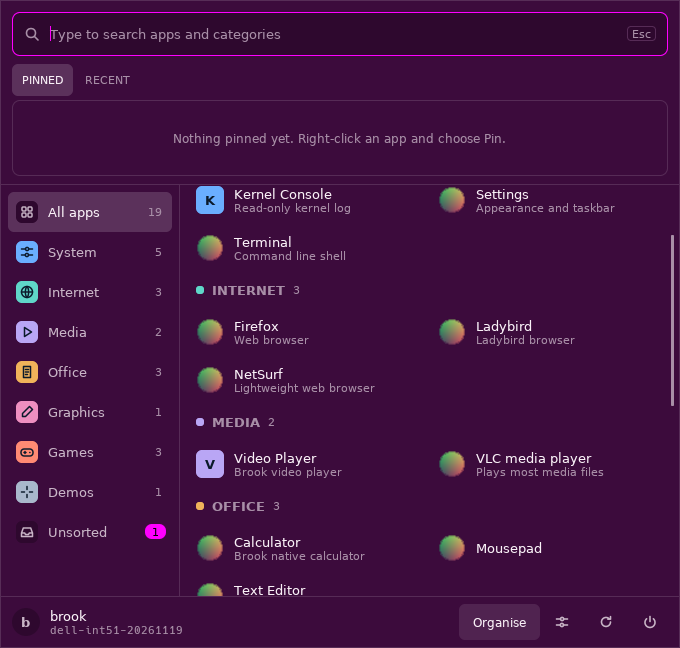 Type to search apps and categories
Esc
PINNED
RECENT
Nothing pinned yet. Right-click an app and choose Pin.
All apps 19
System 5
Internet 3
Media 2
Office 3
Graphics 1
Games 3
Demos 1
Unsorted 1
K
Kernel Console
Read-only kernel log
Settings
Appearance and taskbar
Terminal
Command line shell
INTERNET 3
Firefox
Web browser
Ladybird
Ladybird browser
NetSurf
Lightweight web browser
MEDIA 2
V
Video Player
Brook video player
VLC media player
Plays most media files
OFFICE 3
Calculator
Brook native calculator
Mousepad
Text Editor
b
brook
dell-int51-20261119
Organise